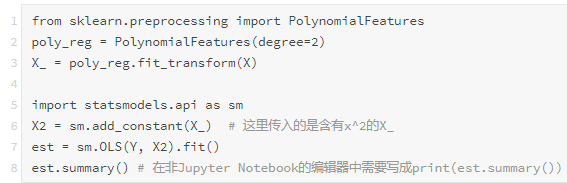 1 from sklearn.preprocessing import PolynomialFeatures
2 poly_reg = PolynomialFeatures(degree=2)
3 X_ = poly_reg.fit_transform(X)
4
5 import statsmodels.api as sm
6 X2 = sm.add_constant(X_)  # 这里传入的是含有x^2的X_
7 est = sm.OLS(Y, X2).fit()
8 est.summary() # 在非Jupyter Notebook的编辑器中需要写成print(est.summary())